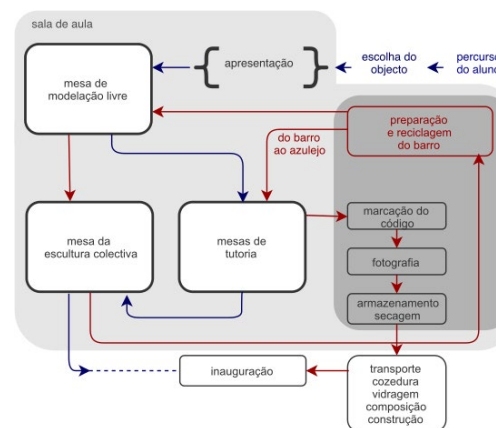 sala de aula
mesa de
modelação livre
apresentação
escolha do
objecto
percurso
do aluno
preparação
e reciclagem
do barro
do barro
ao azulejo
mesa da
escultura colectiva
mesas de
tutoria
marcação do
código
fotografia
armazenamento
secagem
inauguração
transporte
cozedura
vidragem
composição
construção